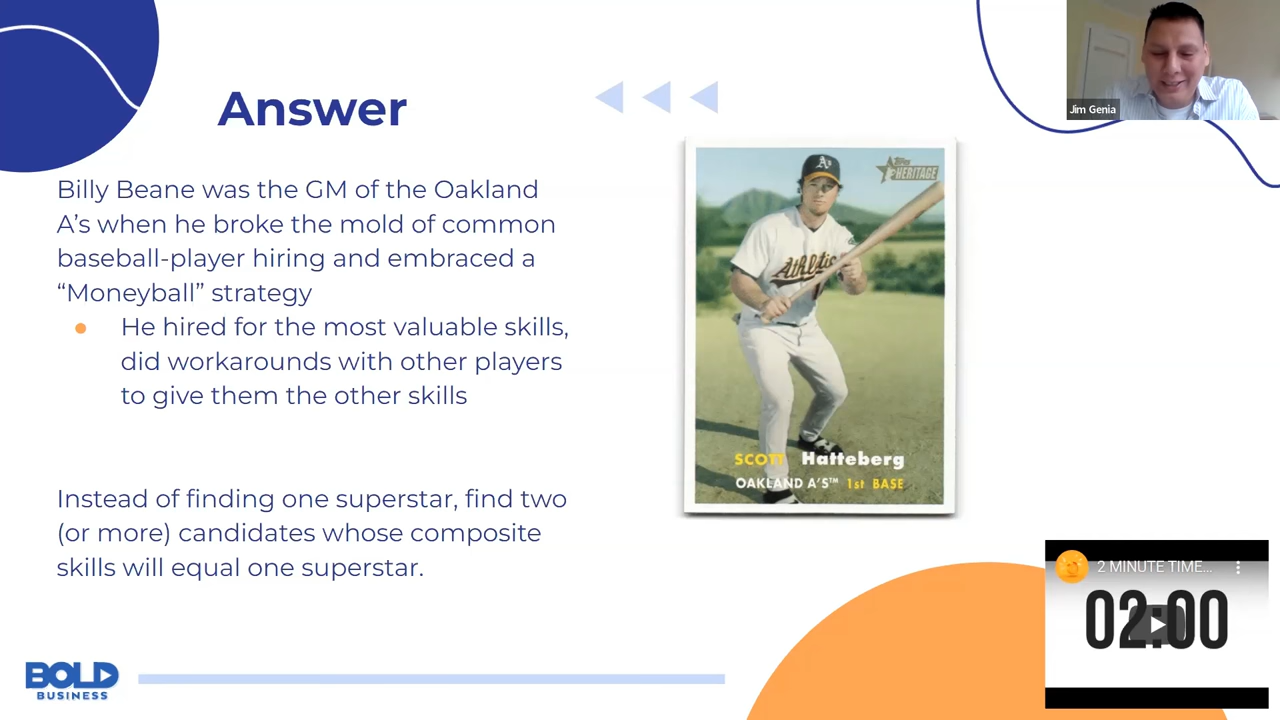 Answer
Jim Genia
Billy Beane was the GM of the Oakland
A’s when he broke the mold of common
baseball-player hiring and embraced a
“Moneyball” strategy
● He hired for the most valuable skills,
did workarounds with other players
to give them the other skills
Instead of finding one superstar, find two
(or more) candidates whose composite
skills will equal one superstar.
A's
Topps
HERITAGE
Athletics
SCOTT Hatteberg
OAKLAND A'S™ 1st BASE
2 MINUTE TIME...
02:00
BOLD
BUSINESS